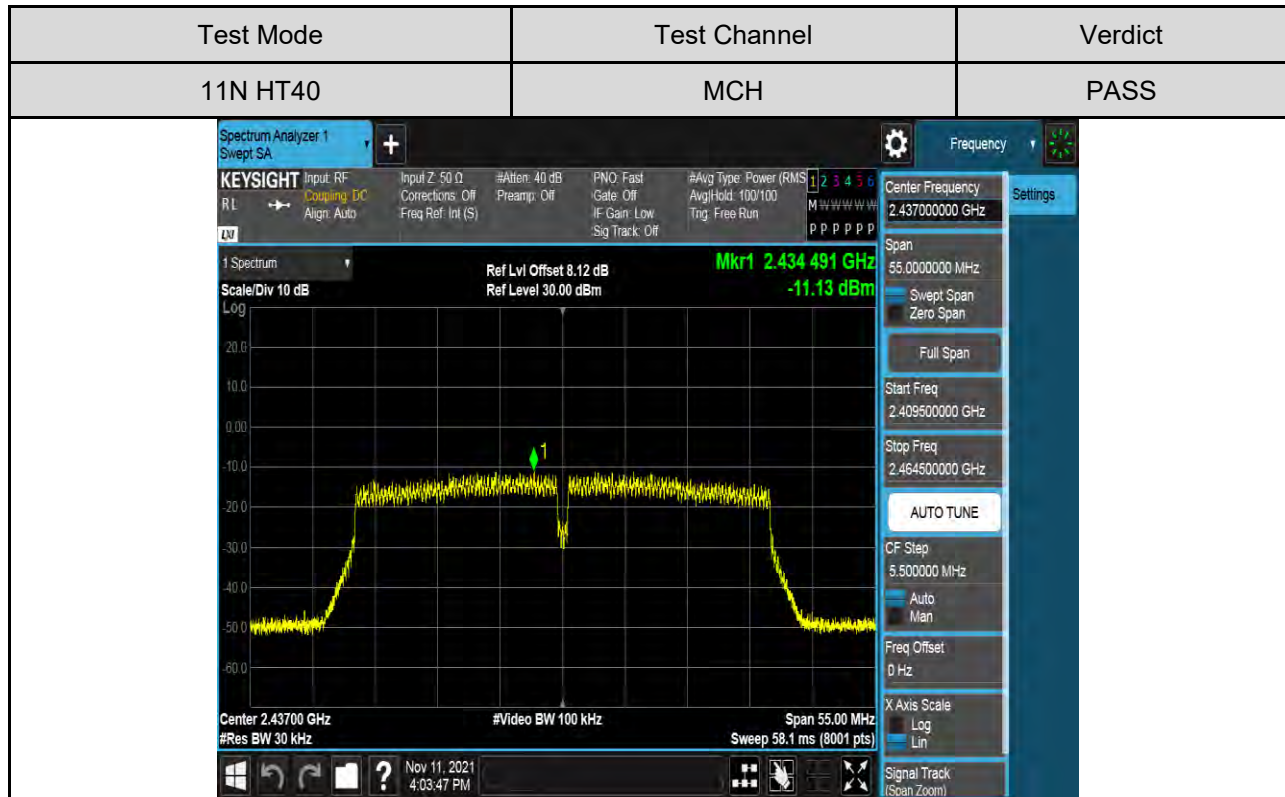 Test Mode Test Channel Verdict
11N HT40 MCH PASS
Spectrum Analyzer 1
Swept SA
+
Frequency
KEYSIGHT Input: RF Input Z: 50 Ω #Atten: 40 dB PNO: Fast #Avg Type: Power (RMS 1 2 3 4 5 6
RL Coupling: DC Corrections: Off Preamp: Off Gate: Off Avg|Hold: 100/100 M W W W W W
Align: Auto Freq Ref: Int (S) IF Gain: Low Trig: Free Run
LXI Sig Track: Off P P P P P P
1 Spectrum
Scale/Div 10 dB
Ref Lvl Offset 8.12 dB
Ref Level 30.00 dBm
Mkr1 2.434 491 GHz
-11.13 dBm
Log
20.0
10.0
0.00
-10.0
-20.0
-30.0
-40.0
-50.0
-60.0
1
Center 2.43700 GHz #Video BW 100 kHz Span 55.00 MHz
#Res BW 30 kHz Sweep 58.1 ms (8001 pts)
?
Nov 11, 2021
4:03:47 PM
Center Frequency
2.437000000 GHz
Settings
Span
55.0000000 MHz
Swept Span
Zero Span
Full Span
Start Freq
2.409500000 GHz
Stop Freq
2.464500000 GHz
AUTO TUNE
CF Step
5.500000 MHz
Auto
Man
Freq Offset
0 Hz
X Axis Scale
Log
Lin
Signal Track
(Span Zoom)